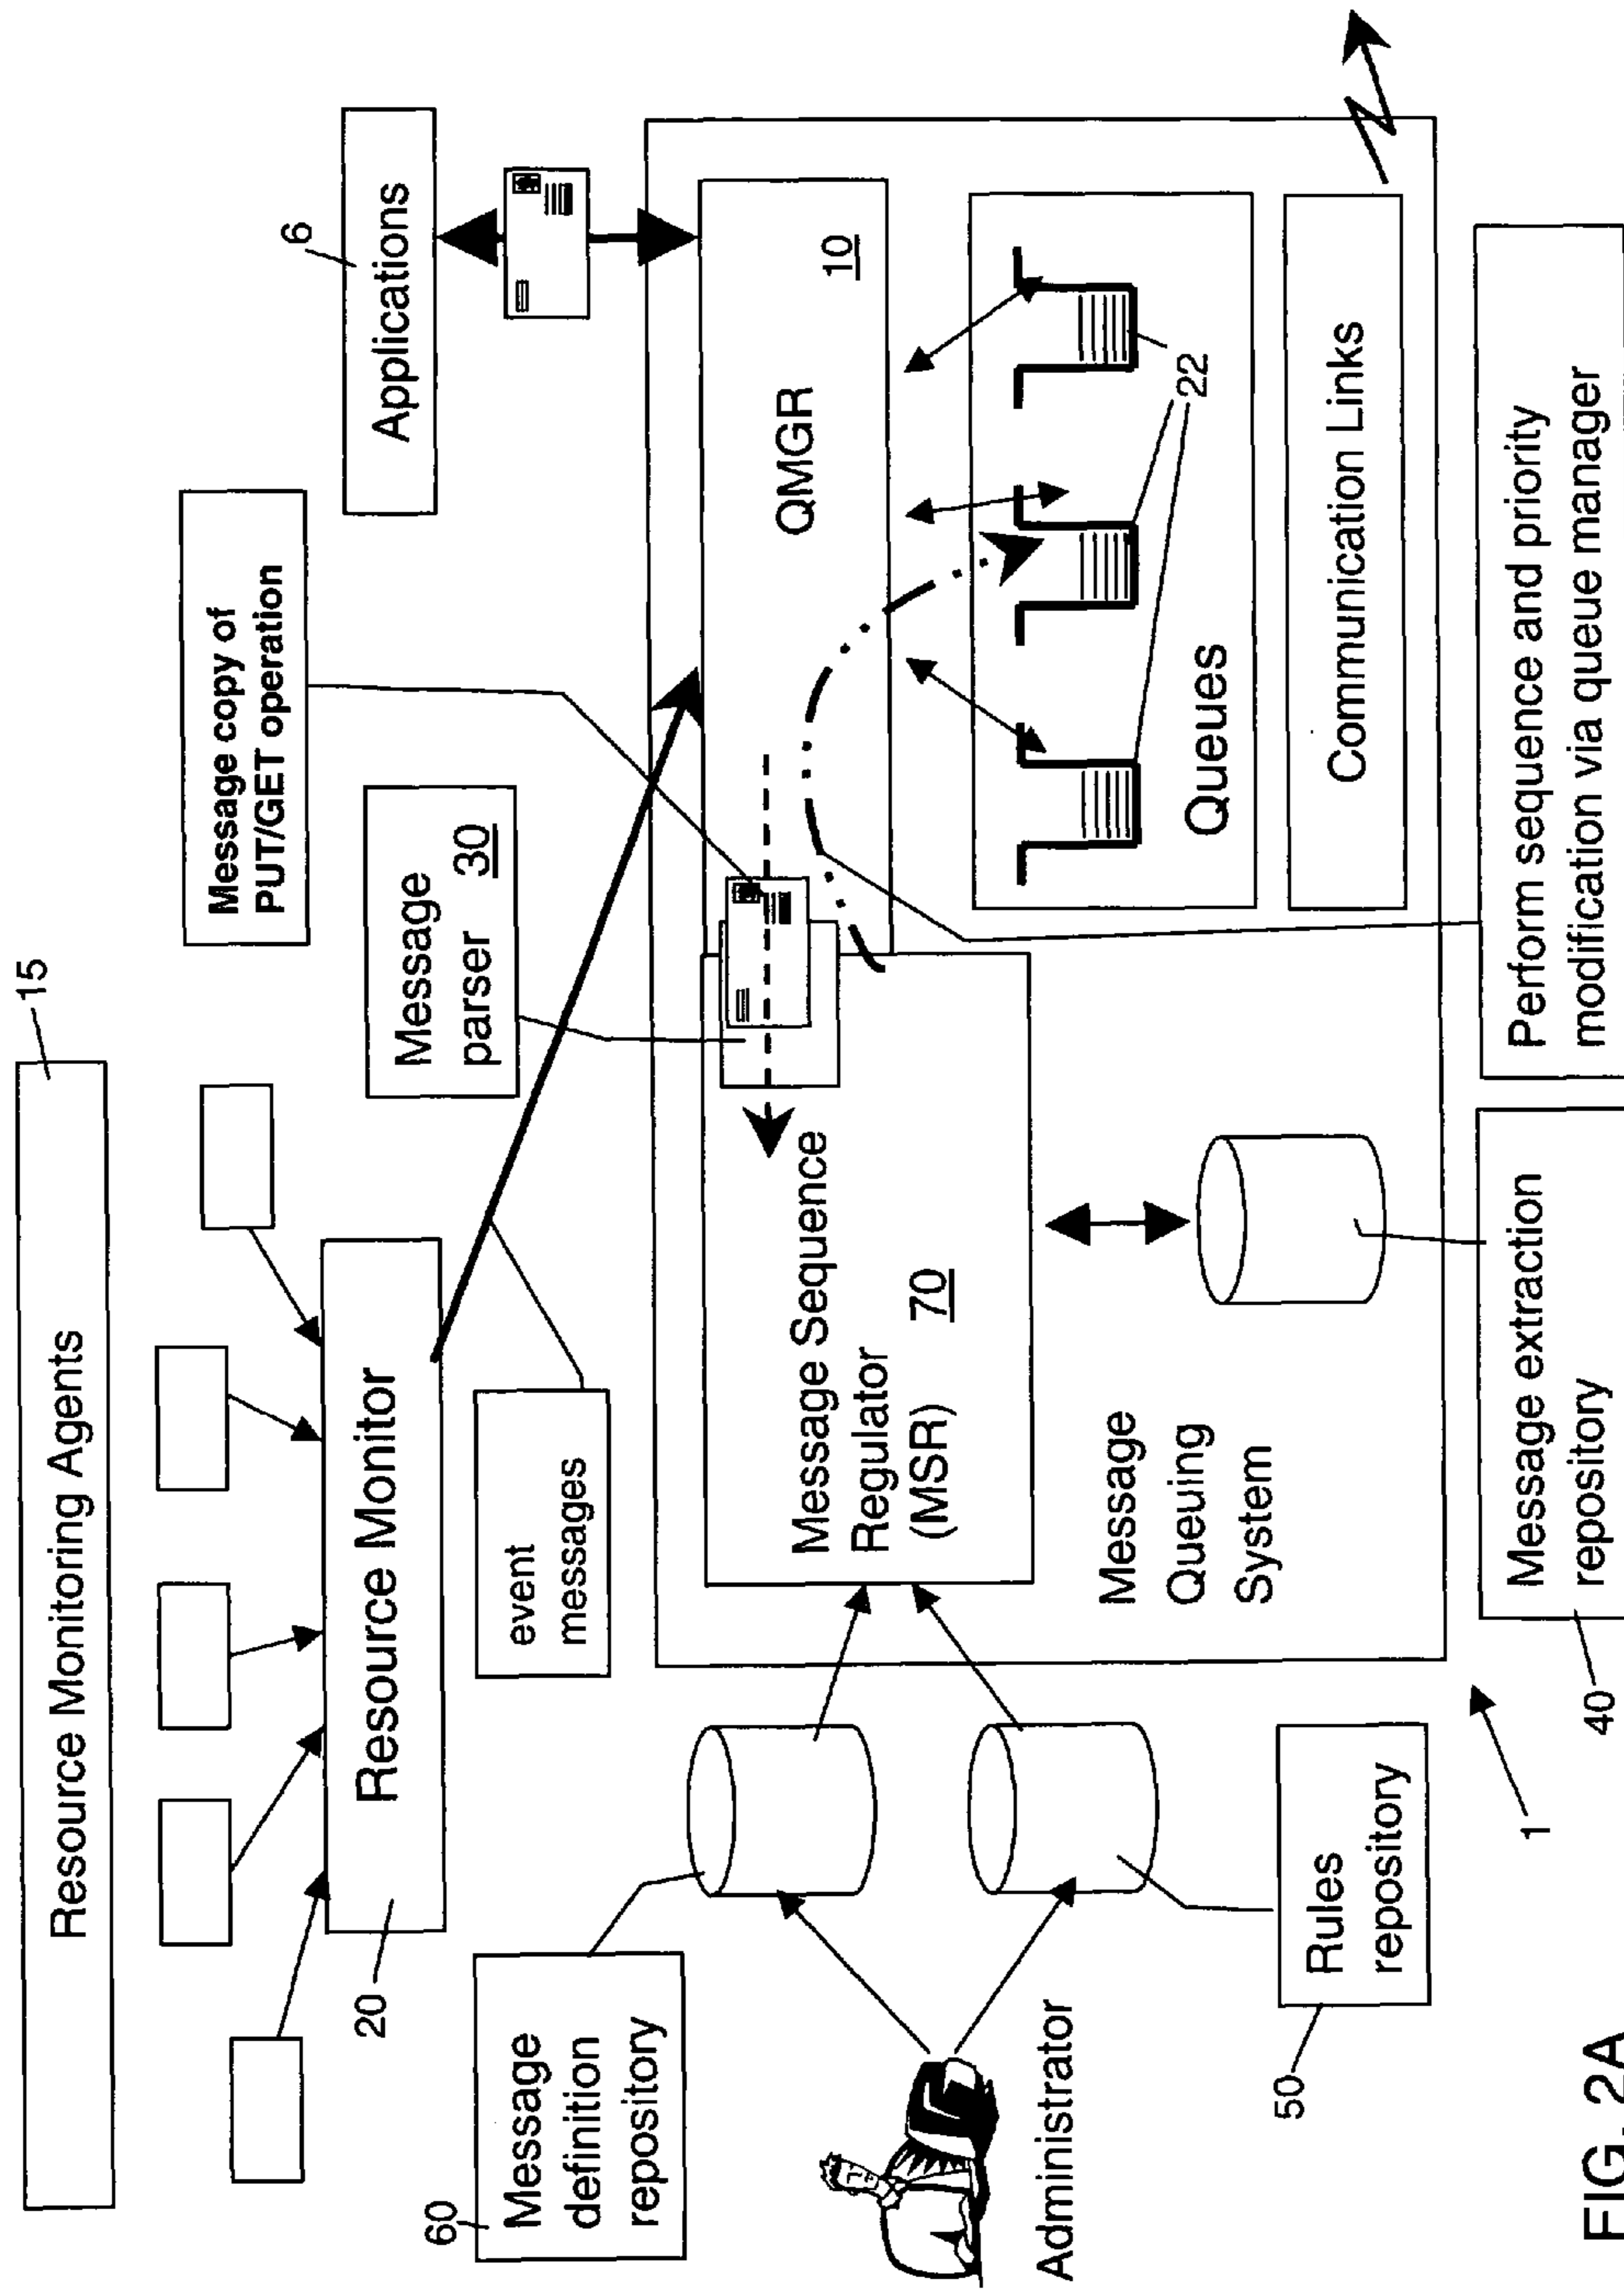 Resource Monitoring Agents
15
Message copy of
PUT/GET operation
6
Applications
Resource Monitor
20
event
messages
Message
parser
30
60
Message
definition
repository
Message Sequence
Regulator
(MSR)
70
QMGR
10
Administrator
Message
Queuing
System
Queues
22
Communication Links
50
Rules
repository
1
40
Message extraction
repository
Perform sequence and priority
modification via queue manager
FIG. 2A